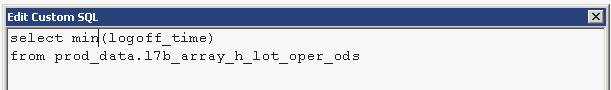 Edit Custom SQL
select min(logoff_time)
from prod_data.l7b_array_h_lot_oper_ods